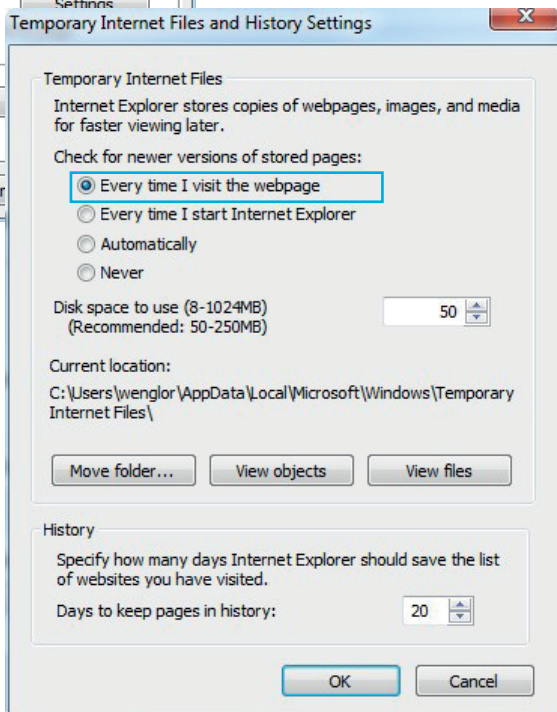 Settings
Temporary Internet Files and History Settings
Temporary Internet Files
Internet Explorer stores copies of webpages, images, and media
for faster viewing later.
Check for newer versions of stored pages:
Every time I visit the webpage
Every time I start Internet Explorer
Automatically
Never
Disk space to use (8-1024MB)
50
(Recommended: 50-250MB)
Current location:
C:\Users\wenglor\AppData\Local\Microsoft\Windows\Temporary
Internet Files\
Move folder... View objects View files
History
Specify how many days Internet Explorer should save the list
of websites you have visited.
Days to keep pages in history: 20
OK Cancel